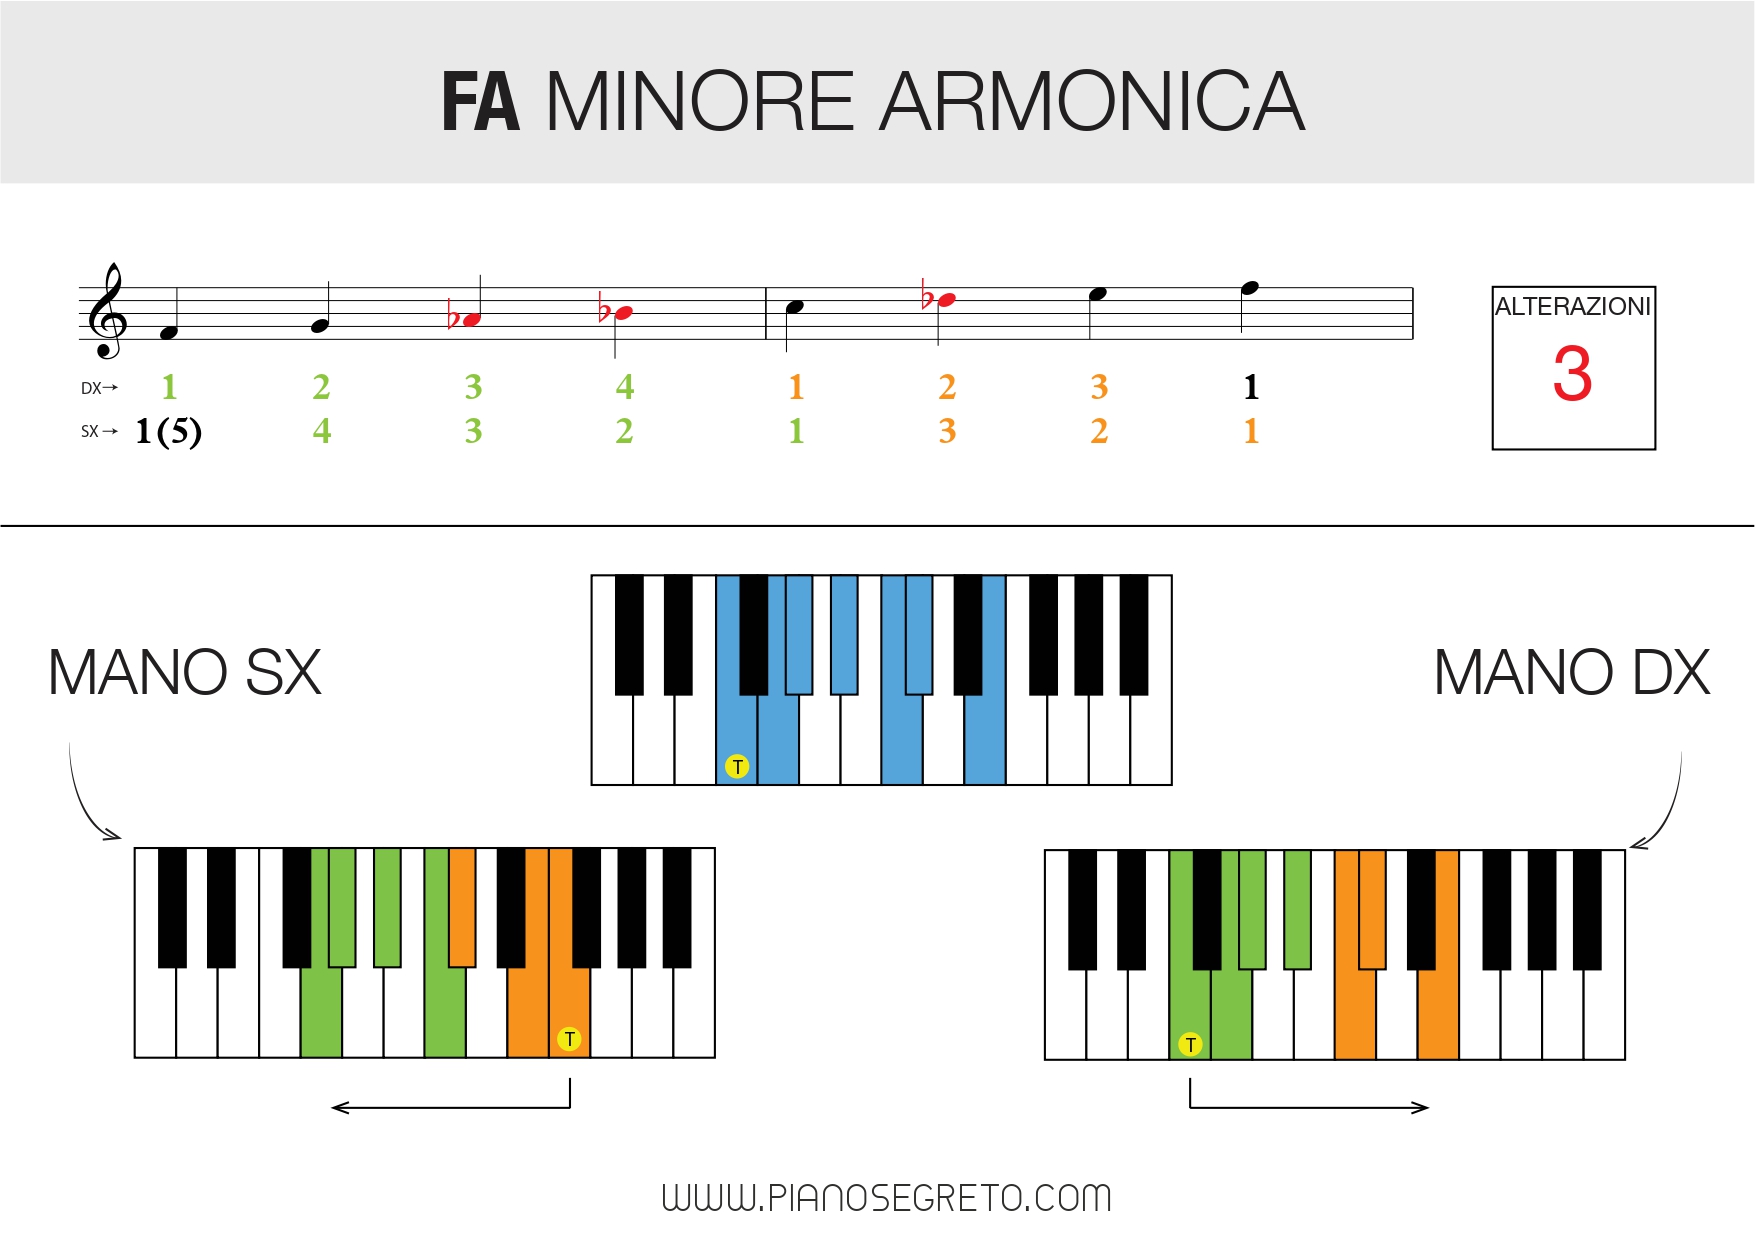 FA MINORE ARMONICA
ALTERAZIONI
3
DX→ 1 2 3 4 1 2 3 1
SX→ 1(5) 4 3 2 1 3 2 1
T
MANO SX
MANO DX
T
T
WWW.PIANOSEGRETO.COM